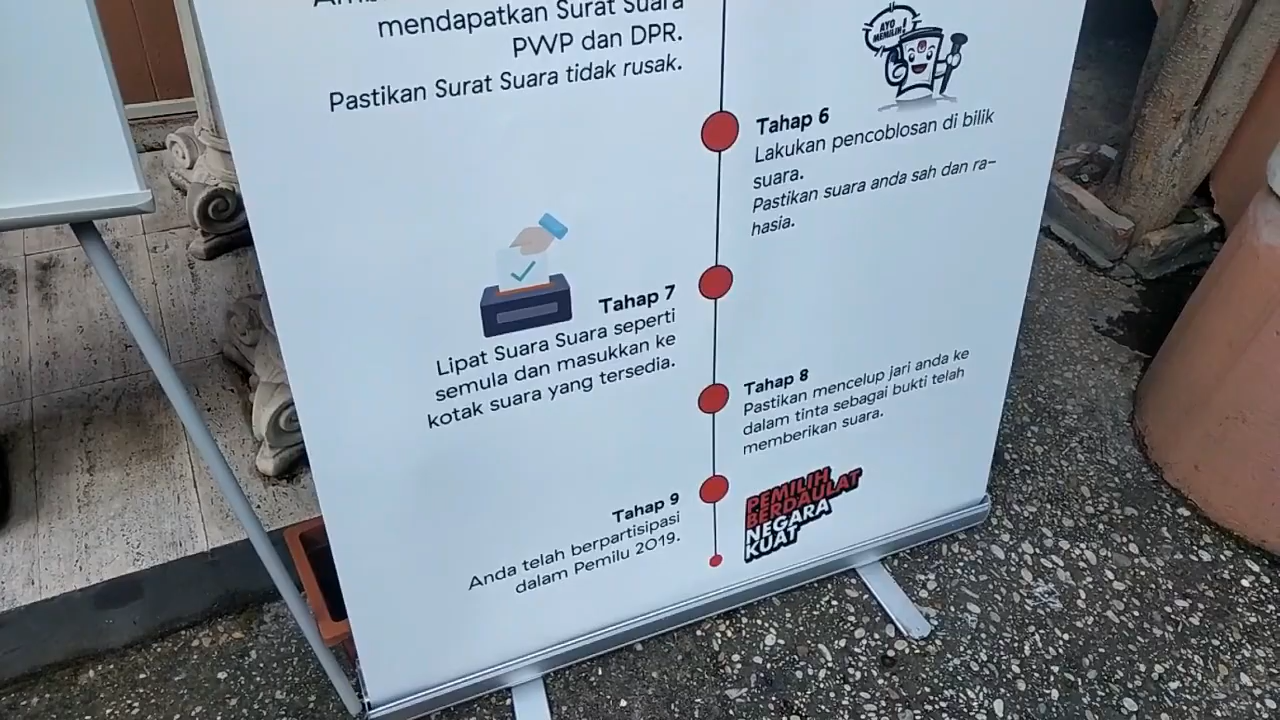 mendapatkan Surat Suara
PWP dan DPR.
Pastikan Surat Suara tidak rusak.
AYO
MEMILIH!
Tahap 6
Lakukan pencoblosan di bilik
suara.
Pastikan suara anda sah dan ra-
hasia.
Tahap 7
Lipat Suara Suara seperti
semula dan masukkan ke
kotak suara yang tersedia.
Tahap 8
Pastikan mencelup jari anda ke
dalam tinta sebagai bukti telah
memberikan suara.
Tahap 9
Anda telah berpartisipasi
dalam Pemilu 2019.
PEMILIH
BERDAULAT
NEGARA
KUAT